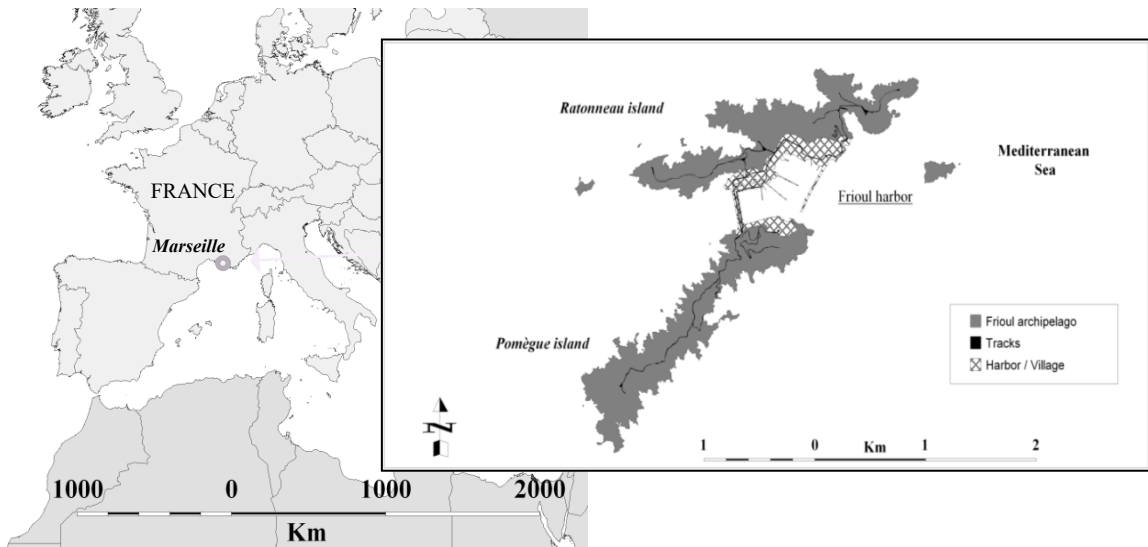 FRANCE
Marseille
1000 0 1000 2000
Km
Ratonneau island
Mediterranean
Sea
Frioul harbor
Pomègue island
Frioul archipelago
Tracks
Harbor / Village
N
1 0 1 2
Km